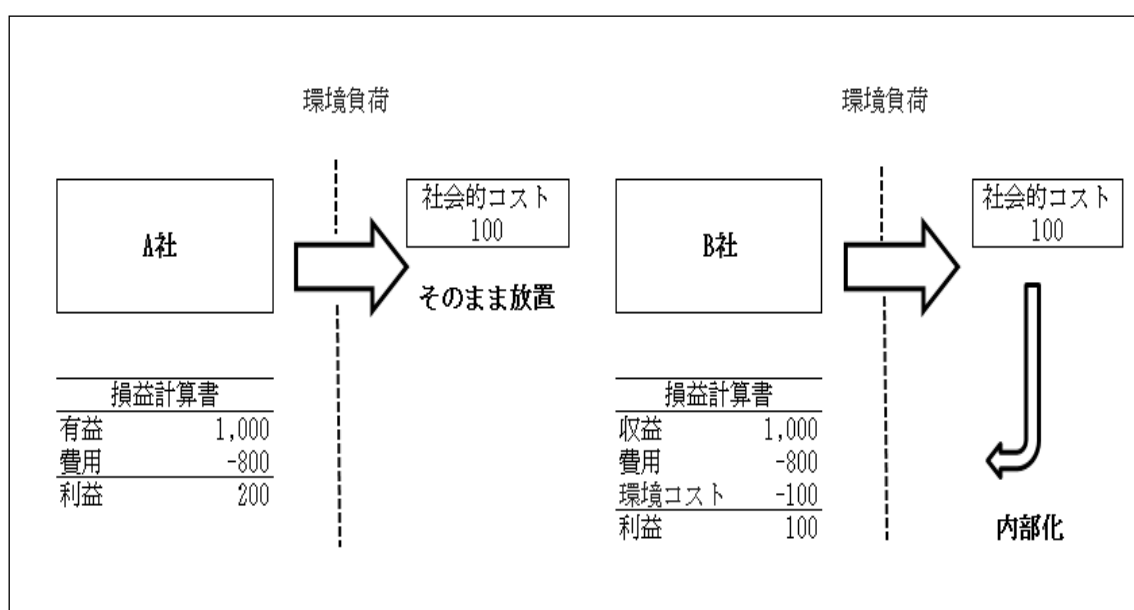 環境負荷
A社
社会的コスト
100
そのまま放置
損益計算書
有益 1,000
費用 -800
利益 200
環境負荷
B社
社会的コスト
100
損益計算書
収益 1,000
費用 -800
環境コスト -100
利益 100
内部化